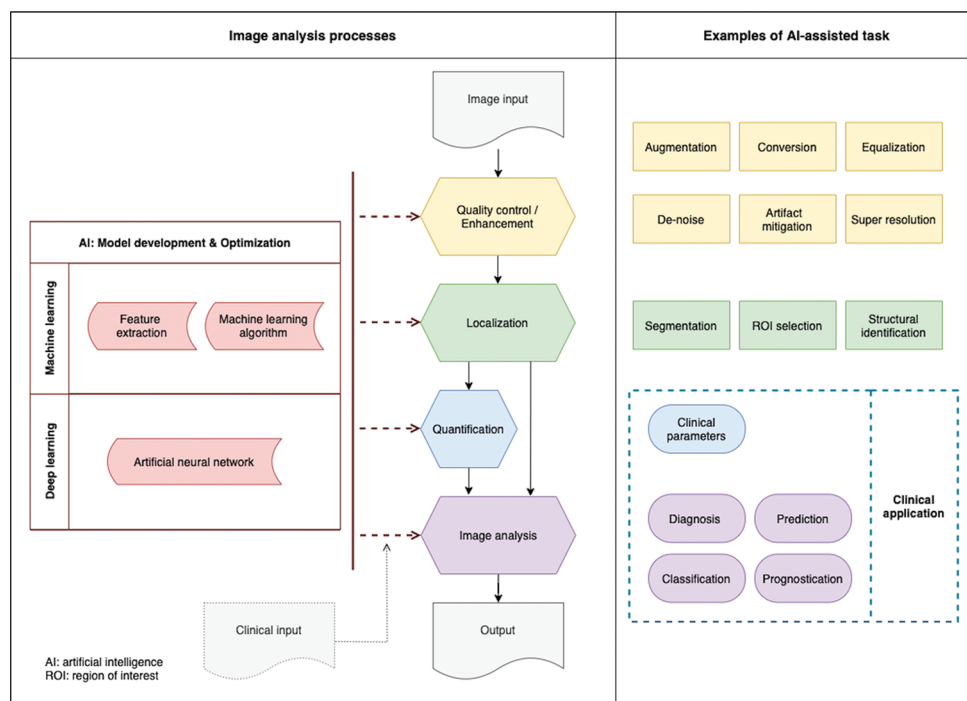 Image analysis processes
Examples of AI-assisted task
Image input
Quality control /
Enhancement
Localization
Quantification
Image analysis
Output
AI: Model development & Optimization
Machine learning
Feature
extraction
Machine learning
algorithm
Deep learning
Artificial neural network
Clinical input
AI: artificial intelligence
ROI: region of interest
Augmentation
Conversion
Equalization
De-noise
Artifact
mitigation
Super resolution
Segmentation
ROI selection
Structural
identification
Clinical
parameters
Diagnosis
Prediction
Classification
Prognostication
Clinical
application